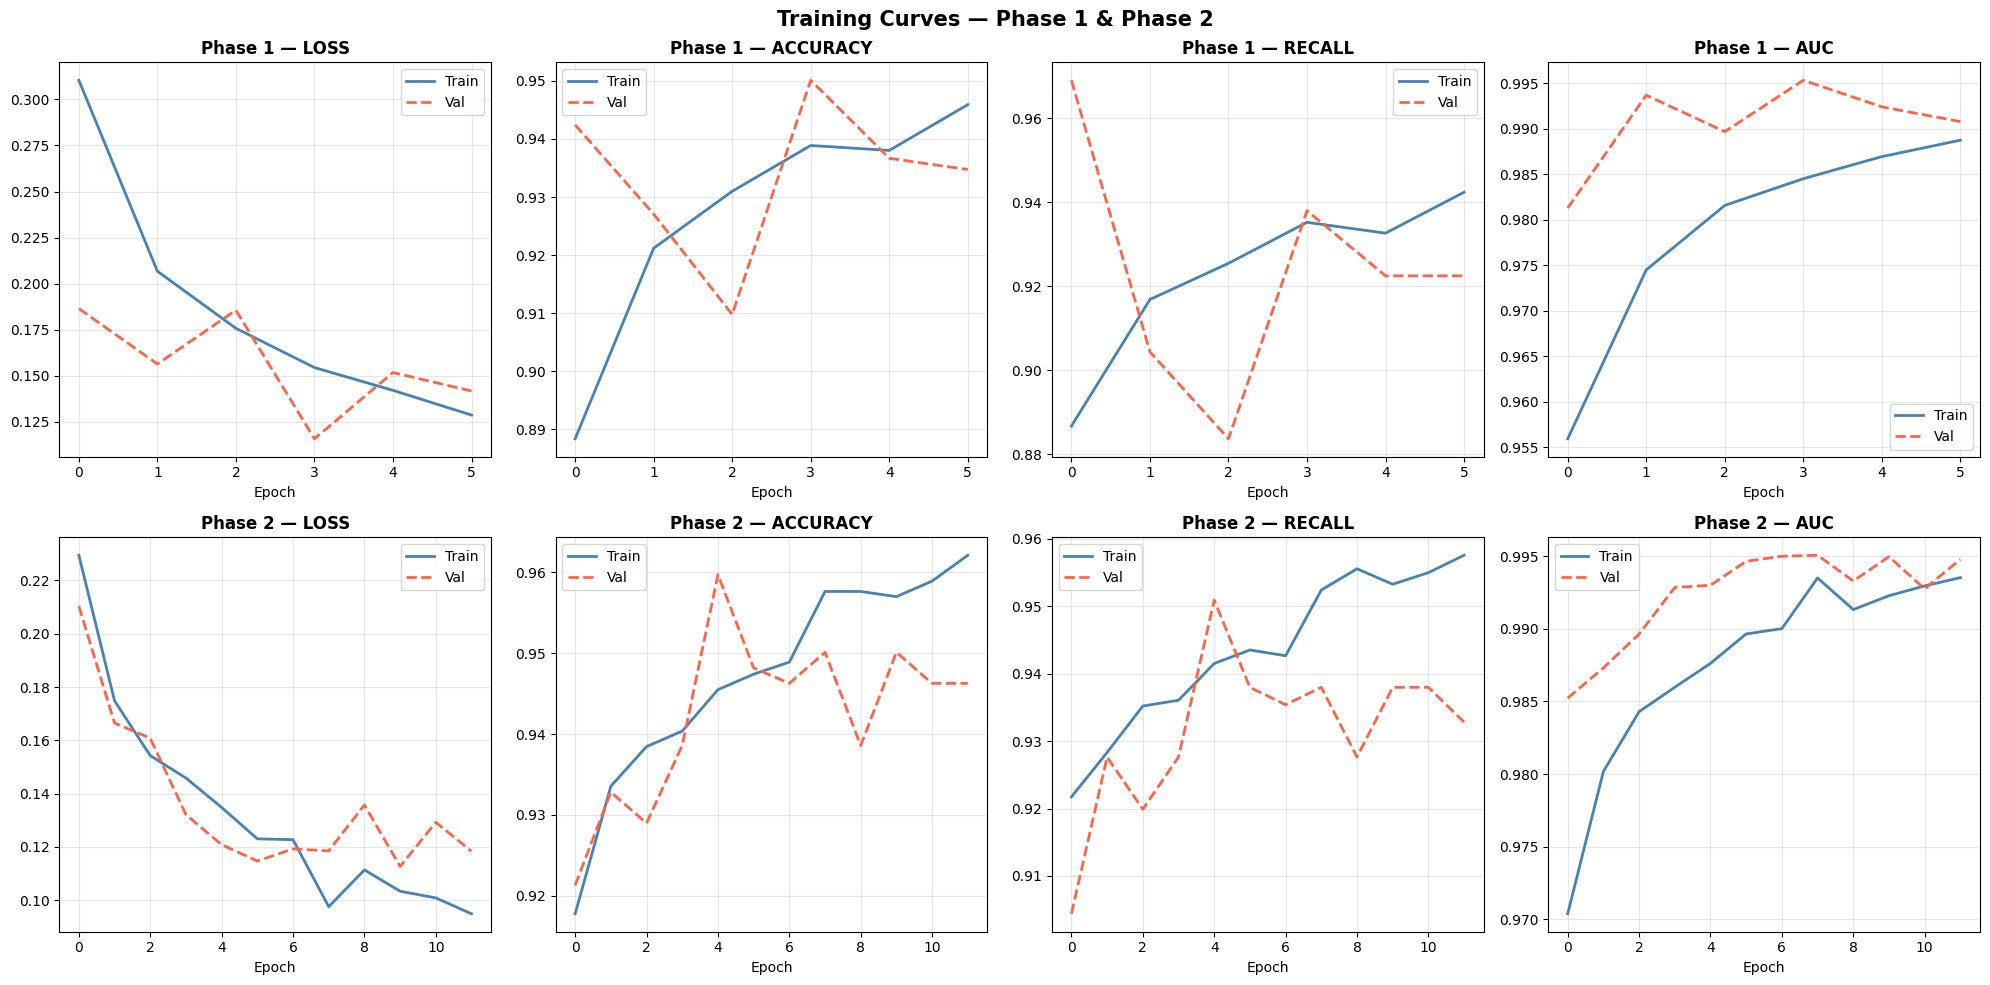 Training Curves — Phase 1 & Phase 2
Phase 1 — LOSS
0.300
0.275
0.250
0.225
0.200
0.175
0.150
0.125
Train
Val
0 1 2 3 4 5
Epoch
Phase 1 — ACCURACY
0.95
0.94
0.93
0.92
0.91
0.90
0.89
Train
Val
0 1 2 3 4 5
Epoch
Phase 1 — RECALL
0.96
0.94
0.92
0.90
0.88
Train
Val
0 1 2 3 4 5
Epoch
Phase 1 — AUC
0.995
0.990
0.985
0.980
0.975
0.970
0.965
0.960
0.955
Train
Val
0 1 2 3 4 5
Epoch
Phase 2 — LOSS
0.22
0.20
0.18
0.16
0.14
0.12
0.10
Train
Val
0 2 4 6 8 10
Epoch
Phase 2 — ACCURACY
0.96
0.95
0.94
0.93
0.92
Train
Val
0 2 4 6 8 10
Epoch
Phase 2 — RECALL
0.96
0.95
0.94
0.93
0.92
0.91
Train
Val
0 2 4 6 8 10
Epoch
Phase 2 — AUC
0.995
0.990
0.985
0.980
0.975
0.970
Train
Val
0 2 4 6 8 10
Epoch